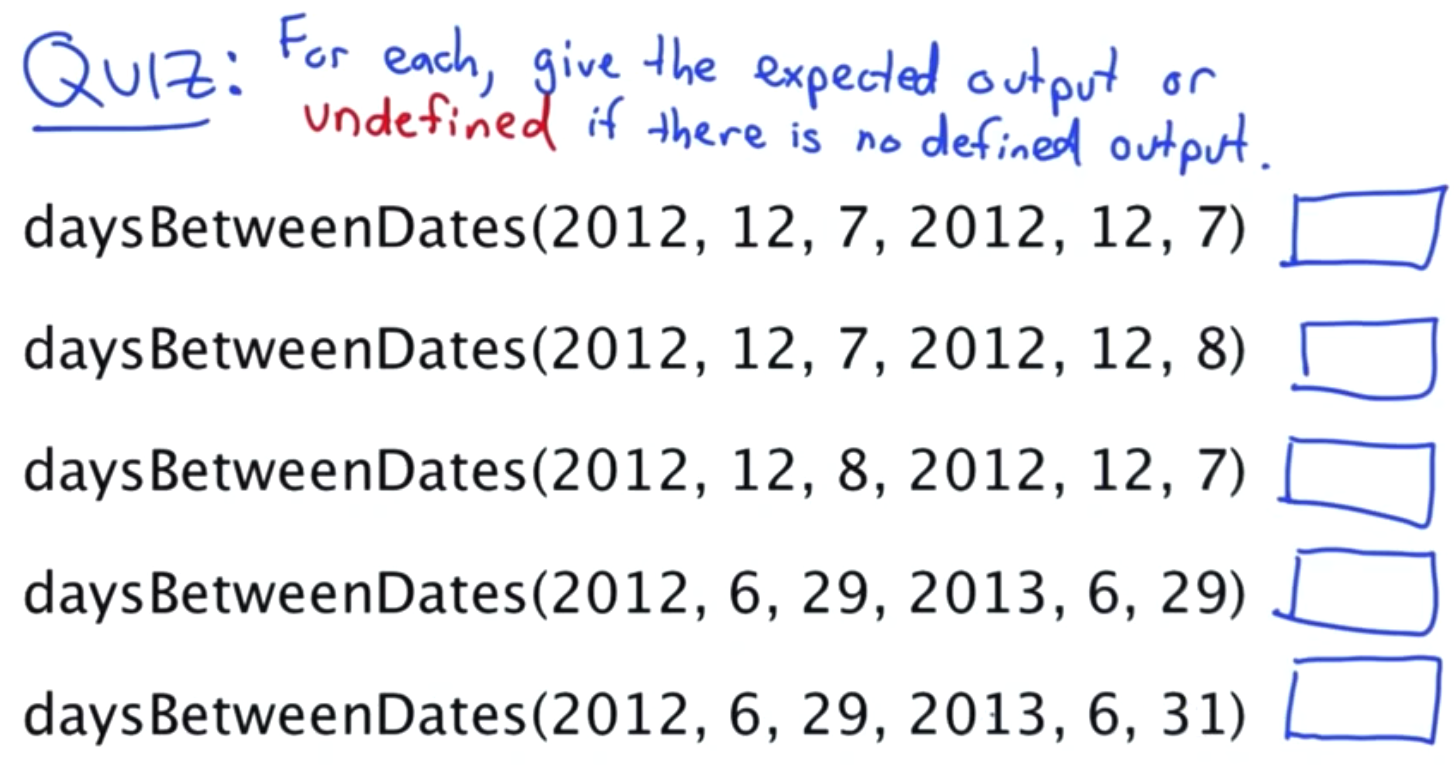 QUIZ: For each, give the expected output or
undefined if there is no defined output.
daysBetweenDates(2012, 12, 7, 2012, 12, 7)
daysBetweenDates(2012, 12, 7, 2012, 12, 8)
daysBetweenDates(2012, 12, 8, 2012, 12, 7)
daysBetweenDates(2012, 6, 29, 2013, 6, 29)
daysBetweenDates(2012, 6, 29, 2013, 6, 31)